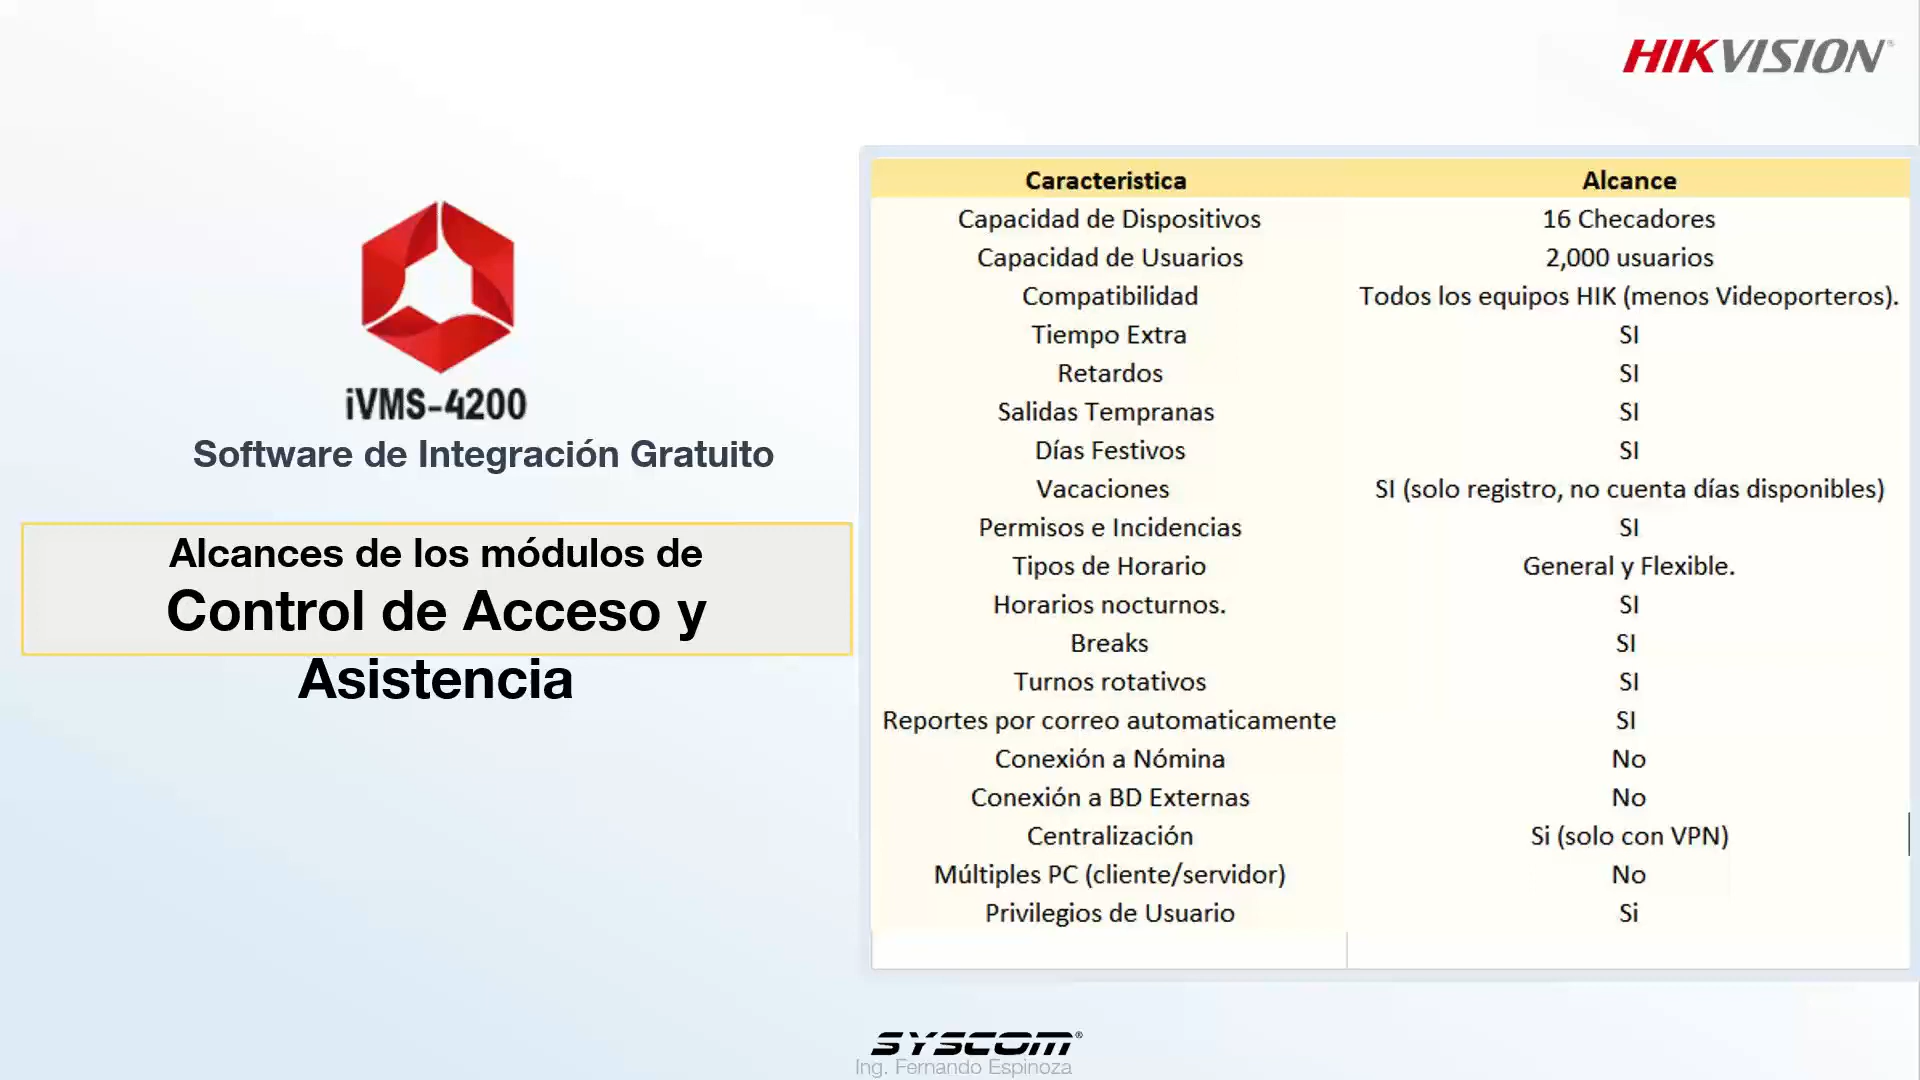 HIKVISION®
iVMS-4200
Software de Integración Gratuito
Alcances de los módulos de
Control de Acceso y
Asistencia
Caracteristica Alcance
Capacidad de Dispositivos 16 Checadores
Capacidad de Usuarios 2,000 usuarios
Compatibilidad Todos los equipos HIK (menos Videoporteros).
Tiempo Extra SI
Retardos SI
Salidas Tempranas SI
Días Festivos SI
Vacaciones SI (solo registro, no cuenta días disponibles)
Permisos e Incidencias SI
Tipos de Horario General y Flexible.
Horarios nocturnos. SI
Breaks SI
Turnos rotativos SI
Reportes por correo automaticamente SI
Conexión a Nómina No
Conexión a BD Externas No
Centralización Si (solo con VPN)
Múltiples PC (cliente/servidor) No
Privilegios de Usuario Si
SYSCOM®
Ing. Fernando Espinoza